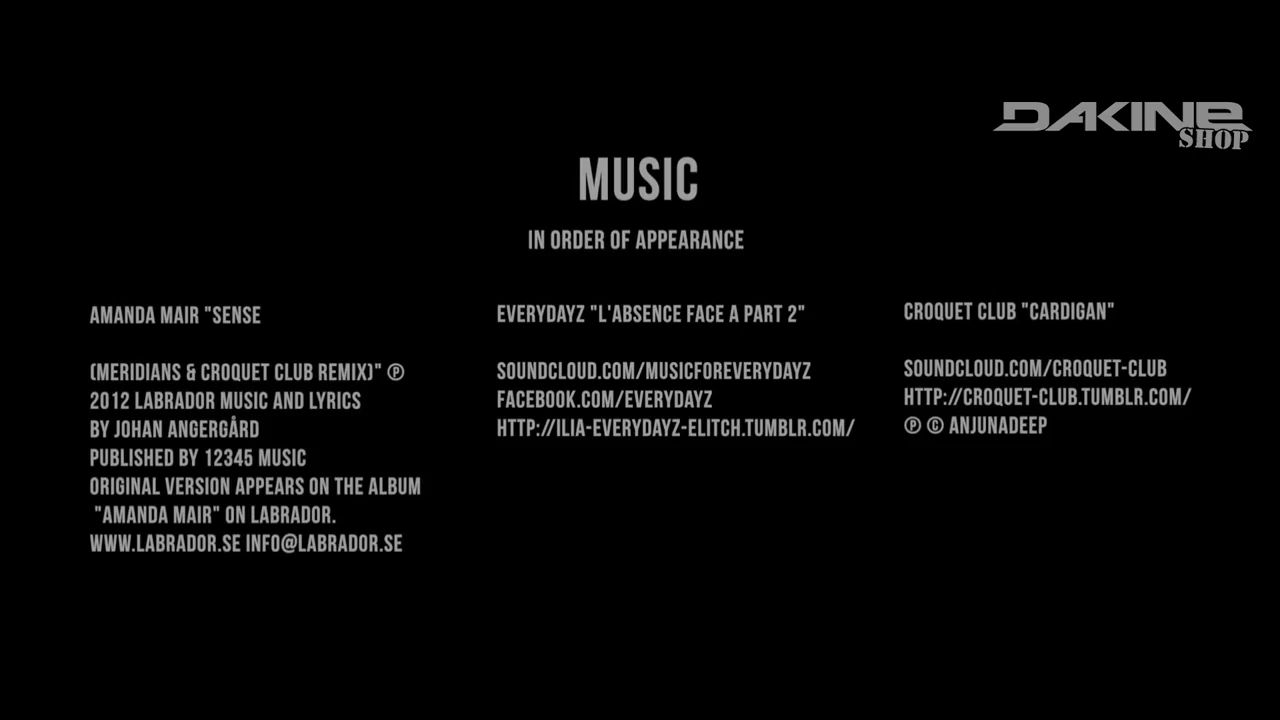 DAKINE
SHOP
MUSIC
IN ORDER OF APPEARANCE
AMANDA MAIR "SENSE
(MERIDIANS & CROQUET CLUB REMIX)" ℗
2012 LABRADOR MUSIC AND LYRICS
BY JOHAN ANGERGÅRD
PUBLISHED BY 12345 MUSIC
ORIGINAL VERSION APPEARS ON THE ALBUM
"AMANDA MAIR" ON LABRADOR.
WWW.LABRADOR.SE INFO@LABRADOR.SE
EVERYDAYZ "L'ABSENCE FACE A PART 2"
SOUNDCLOUD.COM/MUSICFOREVERYDAYZ
FACEBOOK.COM/EVERYDAYZ
HTTP://ILIA-EVERYDAYZ-ELITCH.TUMBLR.COM/
CROQUET CLUB "CARDIGAN"
SOUNDCLOUD.COM/CROQUET-CLUB
HTTP://CROQUET-CLUB.TUMBLR.COM/
℗ © ANJUNADEEP